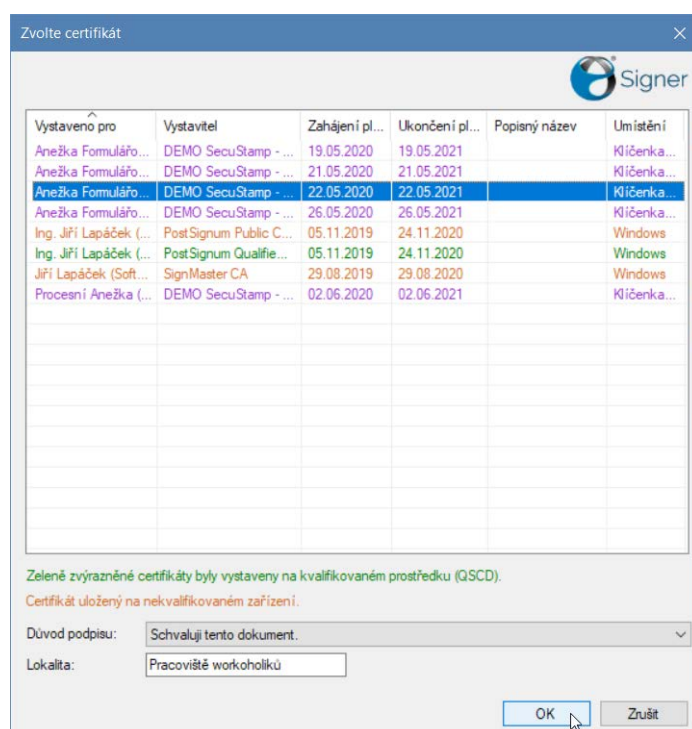 Zvolte certifikát
Signer
Vystaveno pro Vystavitel Zahájení pl... Ukončení pl... Popisný název Umístění
Anežka Formulářo... DEMO SecuStamp - ... 19.05.2020 19.05.2021 Klíčenka...
Anežka Formulářo... DEMO SecuStamp - ... 21.05.2020 21.05.2021 Klíčenka...
Anežka Formulářo... DEMO SecuStamp - ... 22.05.2020 22.05.2021 Klíčenka...
Anežka Formulářo... DEMO SecuStamp - ... 26.05.2020 26.05.2021 Klíčenka...
Ing. Jiří Lapáček (... PostSignum Public C... 05.11.2019 24.11.2020 Windows
Ing. Jiří Lapáček (... PostSignum Qualifie... 05.11.2019 24.11.2020 Windows
Jiří Lapáček (Soft... SignMaster CA 29.08.2019 29.08.2020 Windows
Procesní Anežka (... DEMO SecuStamp - ... 02.06.2020 02.06.2021 Klíčenka...
Zeleně zvýrazněné certifikáty byly vystaveny na kvalifikovaném prostředku (QSCD).
Certifikát uložený na nekvalifikovaném zařízení.
Důvod podpisu: Schvaluji tento dokument.
Lokalita: Pracoviště workoholiků
OK Zrušit